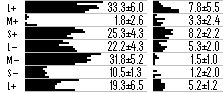 L+ 33.3±6.0 7.8±5.5
M+ 1.8±2.6 3.3±2.4
S+ 25.3±4.3 8.2±2.2
L- 22.2±4.3 5.3±2.0
M- 31.8±5.2 1.5±1.0
S- 10.5±1.3 1.2±2.0
L+ 19.3±6.5 5.2±1.2